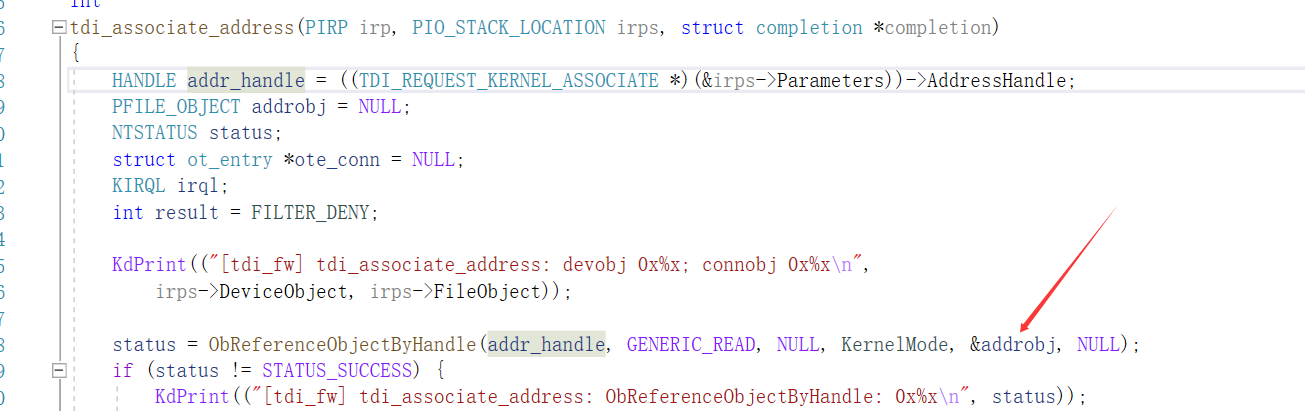 int
tdi_associate_address(PIRP irp, PIO_STACK_LOCATION irps, struct completion *completion)
{
HANDLE addr_handle = ((TDI_REQUEST_KERNEL_ASSOCIATE *)(&irps->Parameters))->AddressHandle;
PFILE_OBJECT addrobj = NULL;
NTSTATUS status;
struct ot_entry *ote_conn = NULL;
KIRQL irql;
int result = FILTER_DENY;
KdPrint(("[tdi_fw] tdi_associate_address: devobj 0x%x; connobj 0x%x\n",
irps->DeviceObject, irps->FileObject));
status = ObReferenceObjectByHandle(addr_handle, GENERIC_READ, NULL, KernelMode, &addrobj, NULL);
if (status != STATUS_SUCCESS) {
KdPrint(("[tdi_fw] tdi_associate_address: ObReferenceObjectByHandle: 0x%x\n", status));